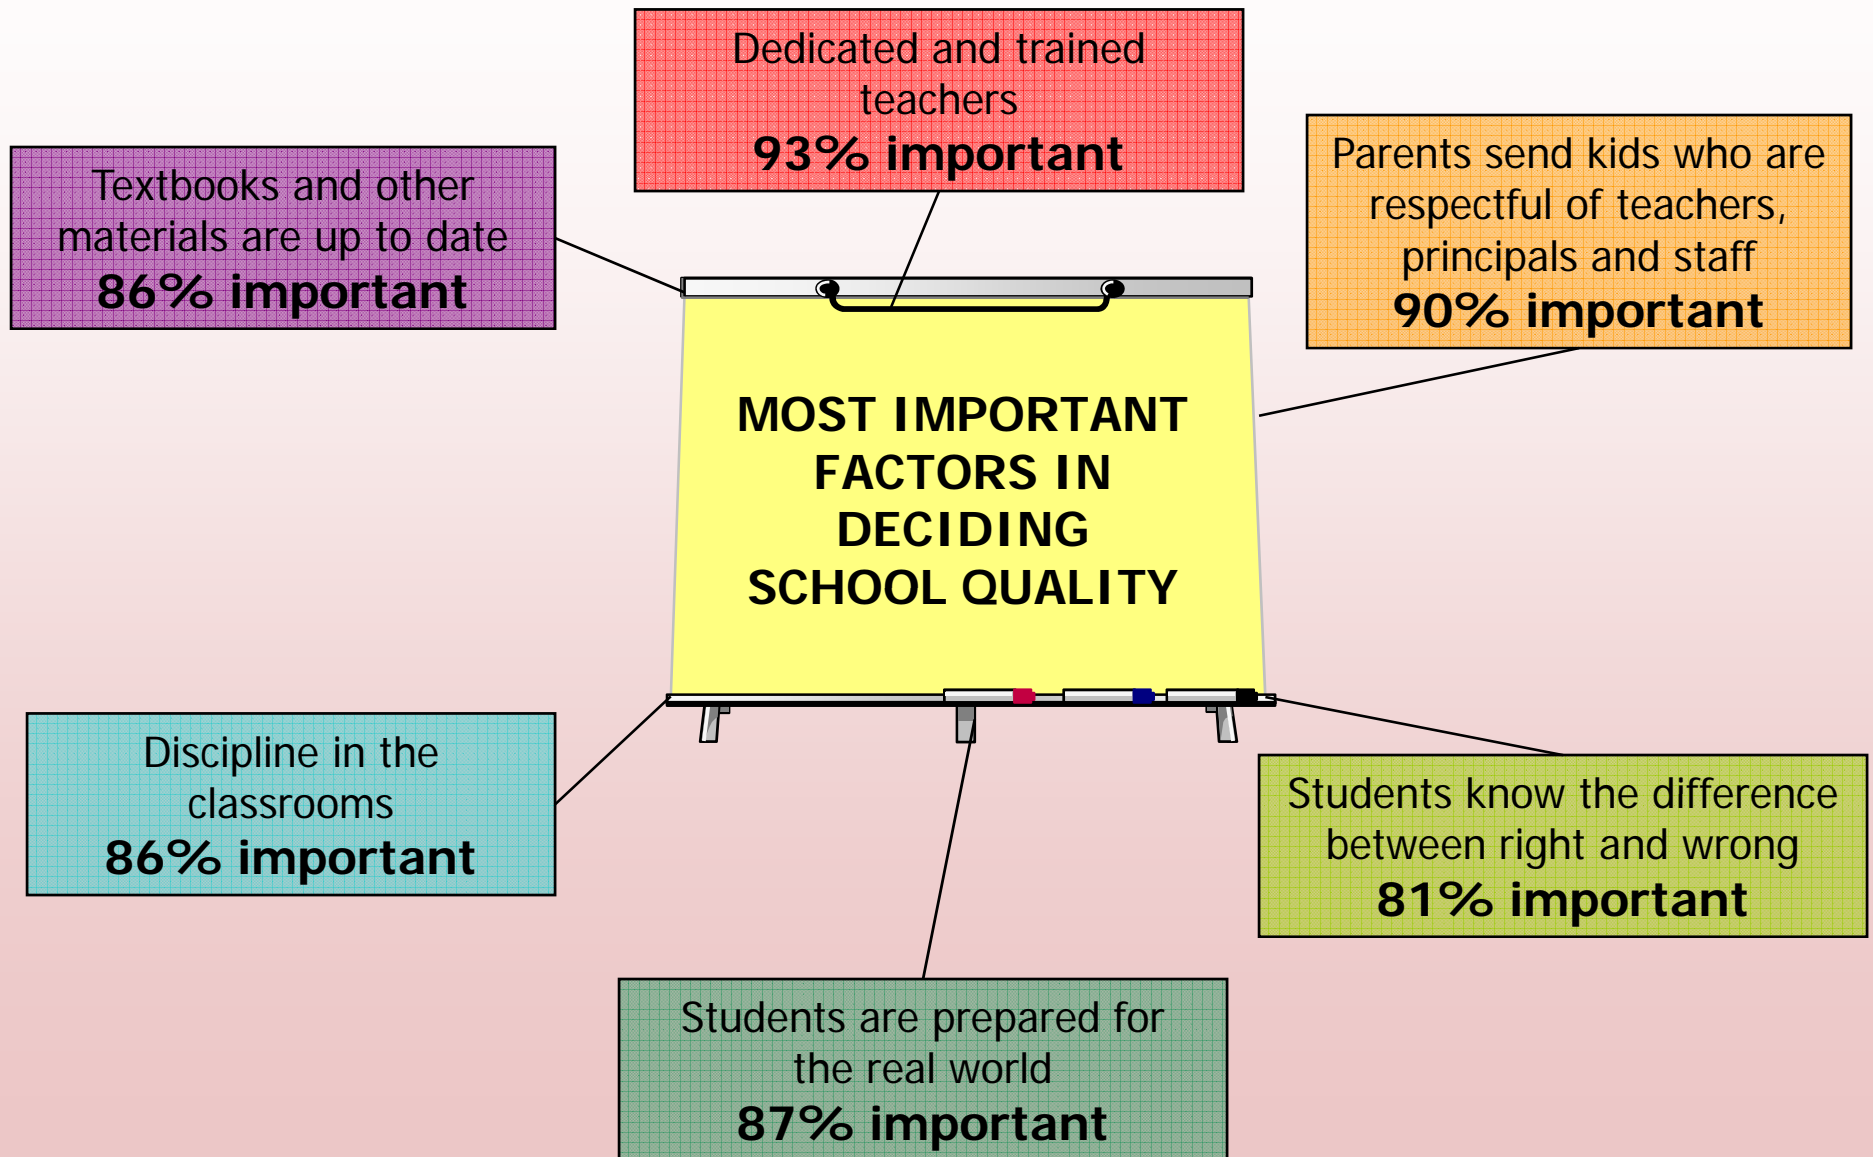 Dedicated and trained
teachers
93% important
Textbooks and other
materials are up to date
86% important
Parents send kids who are
respectful of teachers,
principals and staff
90% important
MOST IMPORTANT
FACTORS IN
DECIDING
SCHOOL QUALITY
Discipline in the
classrooms
86% important
Students know the difference
between right and wrong
81% important
Students are prepared for
the real world
87% important